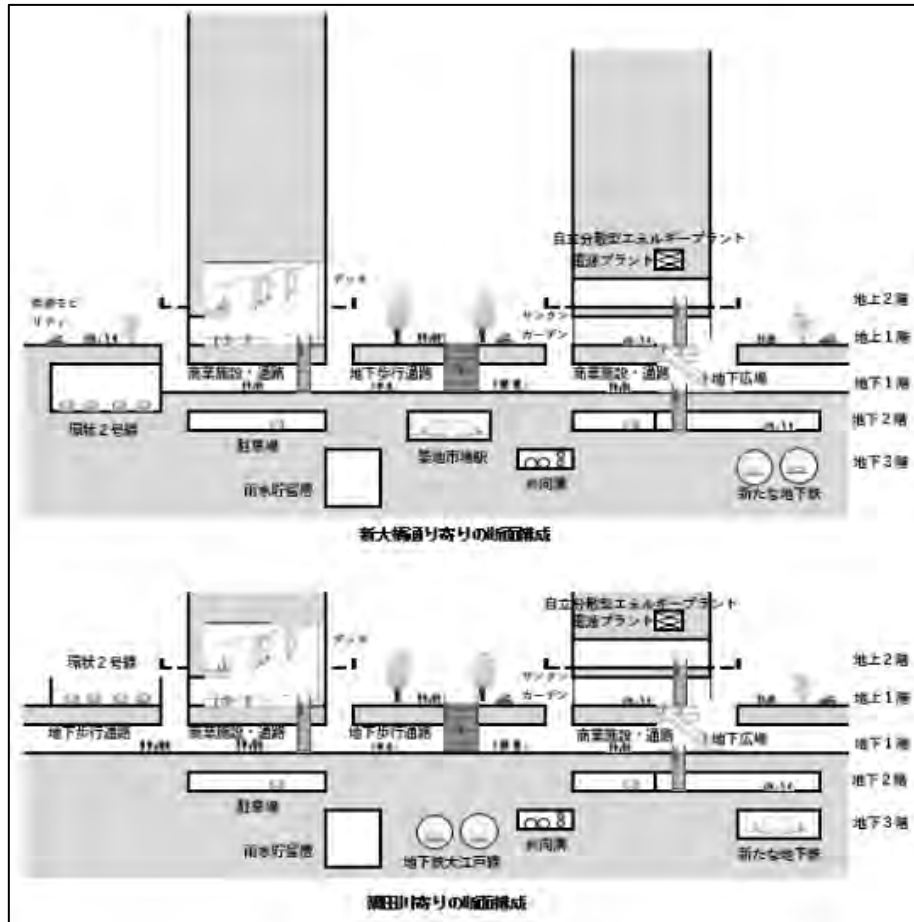 自立分散型エネルギープラント
電源プラント
デッキ
地上2階
サンクン
ガーデン
地上1階
商業施設・通路
地下歩行通路
商業施設・通路
地下広場
地下1階
環状2号線
駐車場
築地市場駅
地下2階
雨水貯留槽
共同溝
新たな地下鉄
地下3階
新大橋通り寄りの断面構成
自立分散型エネルギープラント
電源プラント
環状2号線
デッキ
地上2階
サンクン
ガーデン
地上1階
地下歩行通路
商業施設・通路
地下歩行通路
商業施設・通路
地下広場
地下1階
駐車場
地下2階
雨水貯留槽
地下鉄大江戸線
共同溝
新たな地下鉄
地下3階
隅田川寄りの断面構成